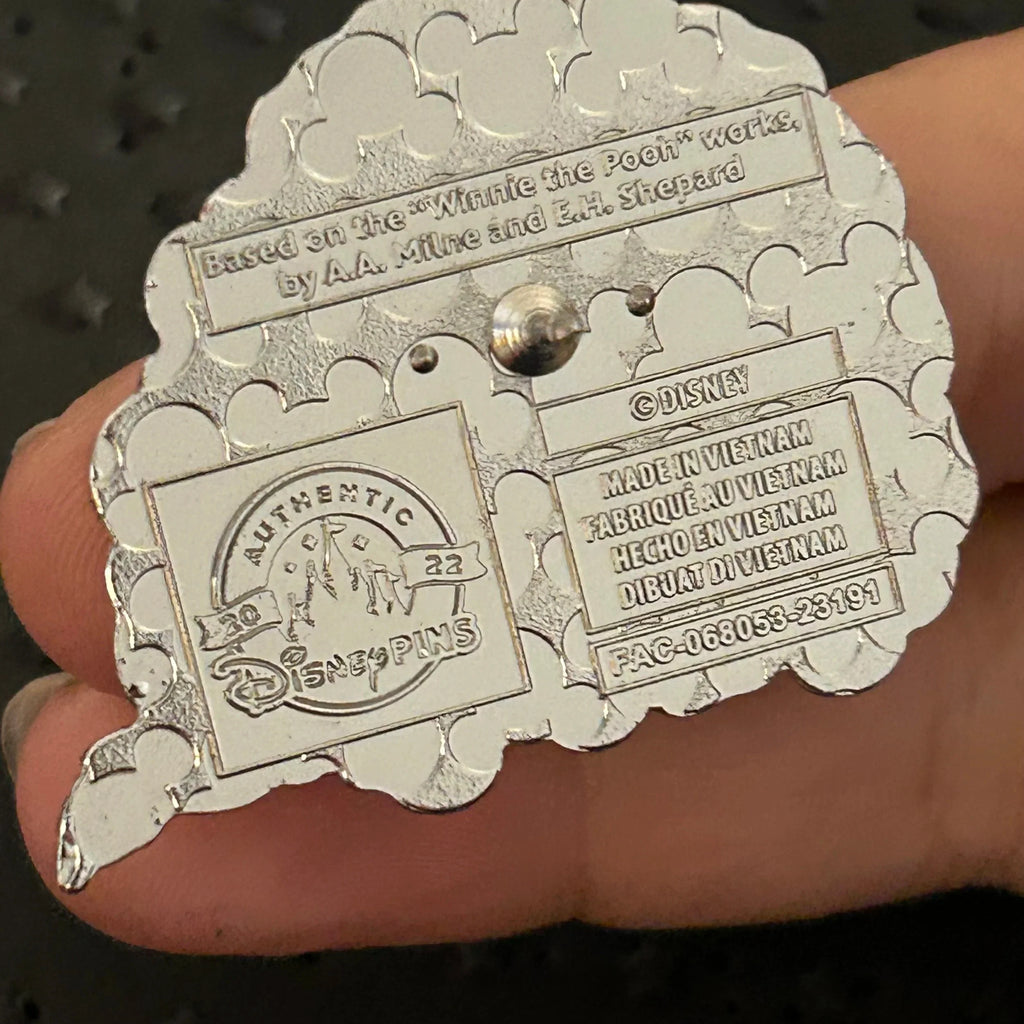 Based on the "Winnie the Pooh" works,
by A.A. Milne and E.H. Shepard
©DISNEY
MADE IN VIETNAM
FABRIQUÉ AU VIETNAM
HECHO EN VIETNAM
DIBUAT DI VIETNAM
FAC-068053-23191
AUTHENTIC
20 22
DISNEY PINS